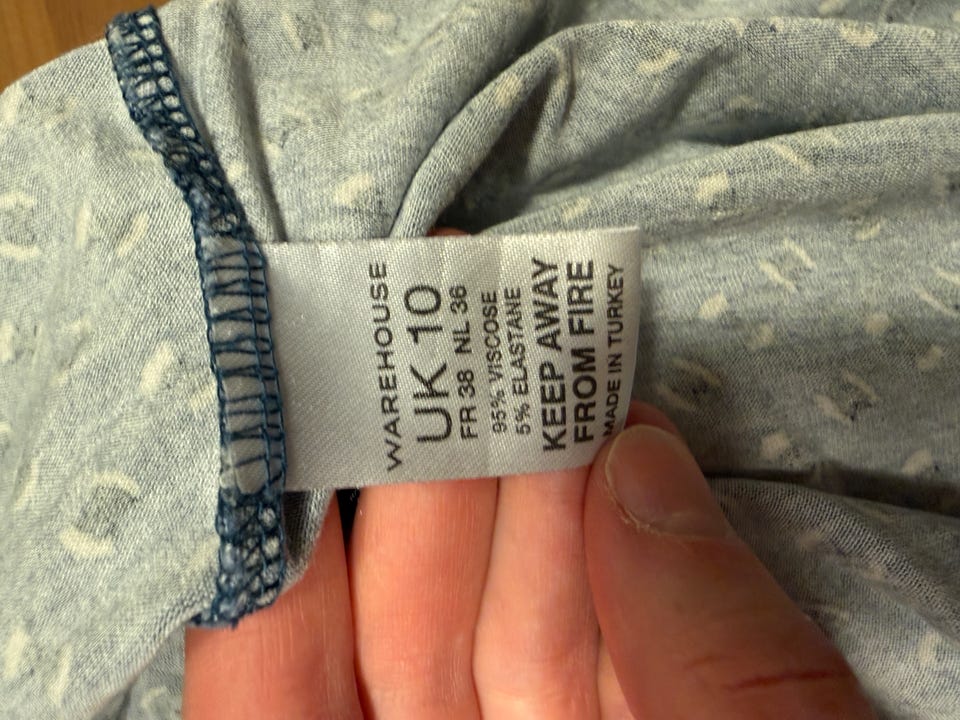 WAREHOUSE
UK 10
FR 38 NL 36
95% VISCOSE
5% ELASTANE
KEEP AWAY
FROM FIRE
MADE IN TURKEY